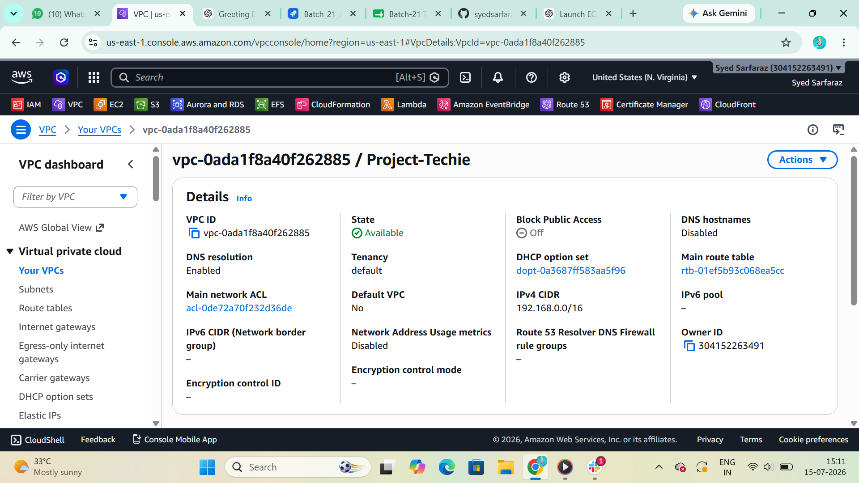 (10) Whats
VPC | us-e
Greeting E
Batch_21
Batch-21 T
syedsarfa
Launch EC
Ask Gemini
us-east-1.console.aws.amazon.com/vpcconsole/home?region=us-east-1#VpcDetails:VpcId=vpc-0ada1f8a40f262885
aws
Search
[Alt+S]
United States (N. Virginia)
Syed Sarfaraz (304152263491)
Syed Sarfaraz
IAM
VPC
EC2
S3
Aurora and RDS
EFS
CloudFormation
Lambda
Amazon EventBridge
Route 53
Certificate Manager
CloudFront
VPC
Your VPCs
vpc-0ada1f8a40f262885
VPC dashboard
Filter by VPC
AWS Global View
Virtual private cloud
Your VPCs
Subnets
Route tables
Internet gateways
Egress-only internet
gateways
Carrier gateways
DHCP option sets
Elastic IPs
vpc-0ada1f8a40f262885 / Project-Techie
Actions
Details Info
VPC ID
vpc-0ada1f8a40f262885
State
Available
Block Public Access
Off
DNS hostnames
Disabled
DNS resolution
Enabled
Tenancy
default
DHCP option set
dopt-0a3687ff583aa5f96
Main route table
rtb-01ef5b93c068ea5cc
Main network ACL
acl-0de72a70f232d36de
Default VPC
No
IPv4 CIDR
192.168.0.0/16
IPv6 pool
–
IPv6 CIDR (Network border
group)
–
Network Address Usage metrics
Disabled
Route 53 Resolver DNS Firewall
rule groups
–
Owner ID
304152263491
Encryption control ID
–
Encryption control mode
–
CloudShell
Feedback
Console Mobile App
© 2026, Amazon Web Services, Inc. or its affiliates.
Privacy
Terms
Cookie preferences
33°C
Mostly sunny
Search
ENG
IN
15:11
15-07-2026